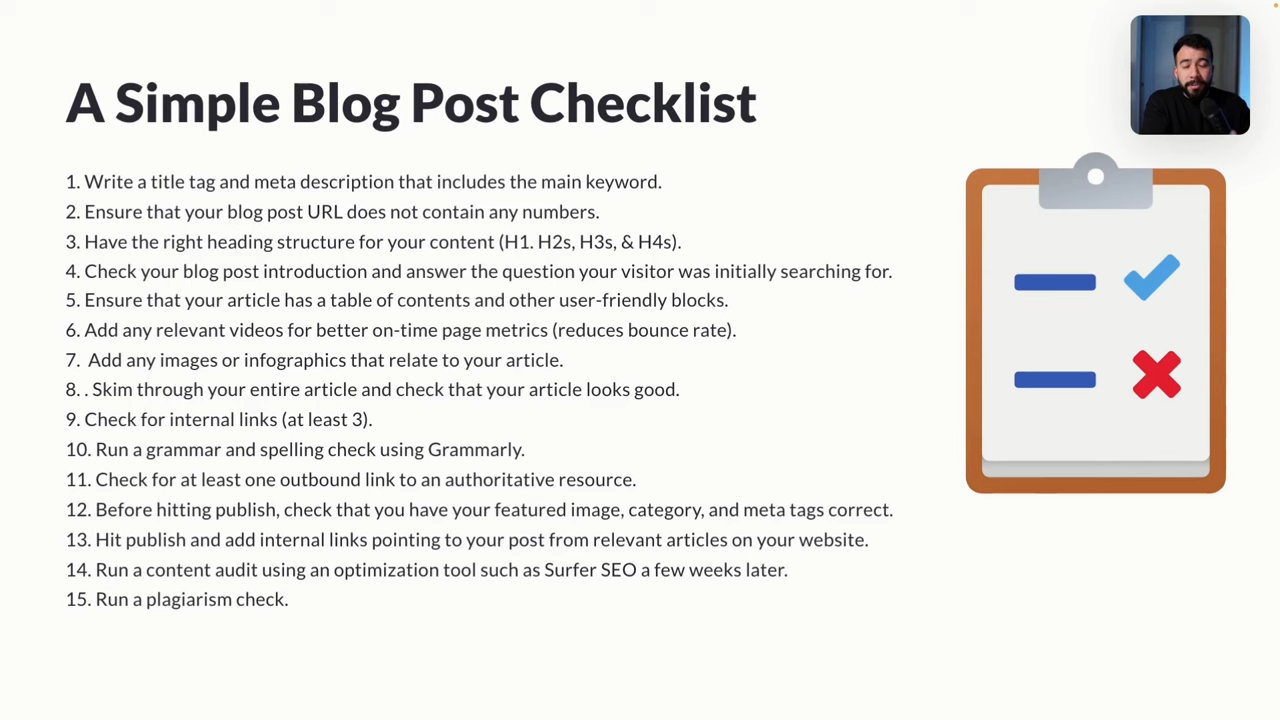 A Simple Blog Post Checklist
1. Write a title tag and meta description that includes the main keyword.
2. Ensure that your blog post URL does not contain any numbers.
3. Have the right heading structure for your content (H1. H2s, H3s, & H4s).
4. Check your blog post introduction and answer the question your visitor was initially searching for.
5. Ensure that your article has a table of contents and other user-friendly blocks.
6. Add any relevant videos for better on-time page metrics (reduces bounce rate).
7.  Add any images or infographics that relate to your article.
8. . Skim through your entire article and check that your article looks good.
9. Check for internal links (at least 3).
10. Run a grammar and spelling check using Grammarly.
11. Check for at least one outbound link to an authoritative resource.
12. Before hitting publish, check that you have your featured image, category, and meta tags correct.
13. Hit publish and add internal links pointing to your post from relevant articles on your website.
14. Run a content audit using an optimization tool such as Surfer SEO a few weeks later.
15. Run a plagiarism check.